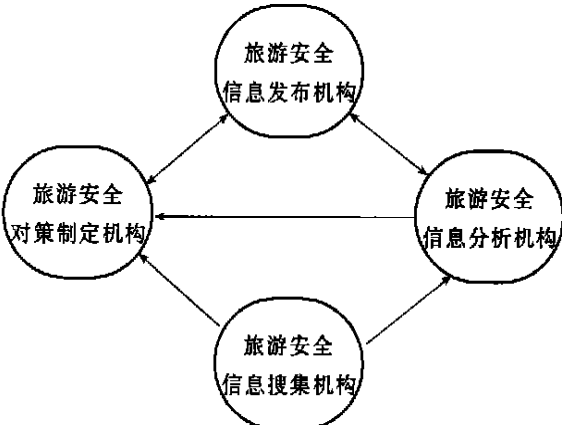 旅游安全
信息发布机构
旅游安全
对策制定机构
旅游安全
信息分析机构
旅游安全
信息搜集机构